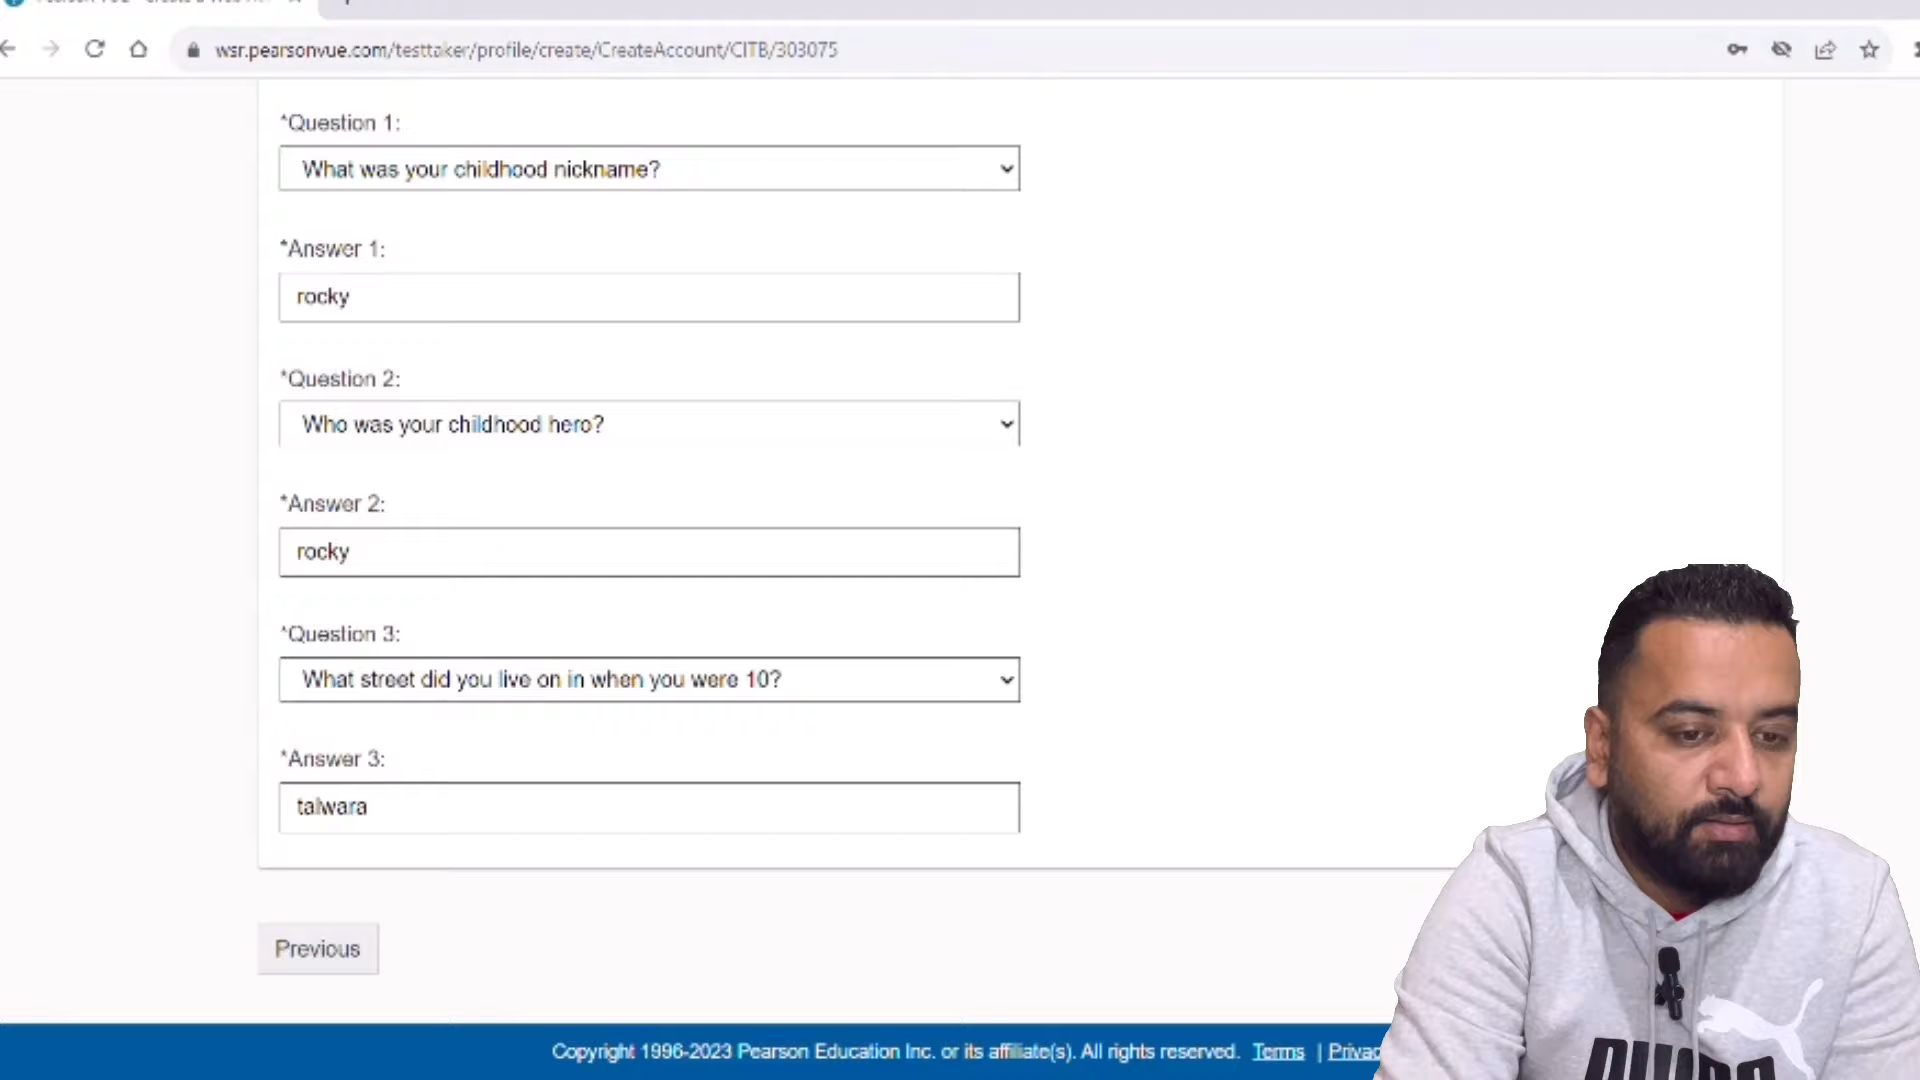 wsr.pearsonvue.com/testtaker/profile/create/CreateAccount/CITB/303075
*Question 1:
What was your childhood nickname?
*Answer 1:
rocky
*Question 2:
Who was your childhood hero?
*Answer 2:
rocky
*Question 3:
What street did you live on in when you were 10?
*Answer 3:
talwara
Previous
Copyright 1996-2023 Pearson Education Inc. or its affiliate(s). All rights reserved. Terms |